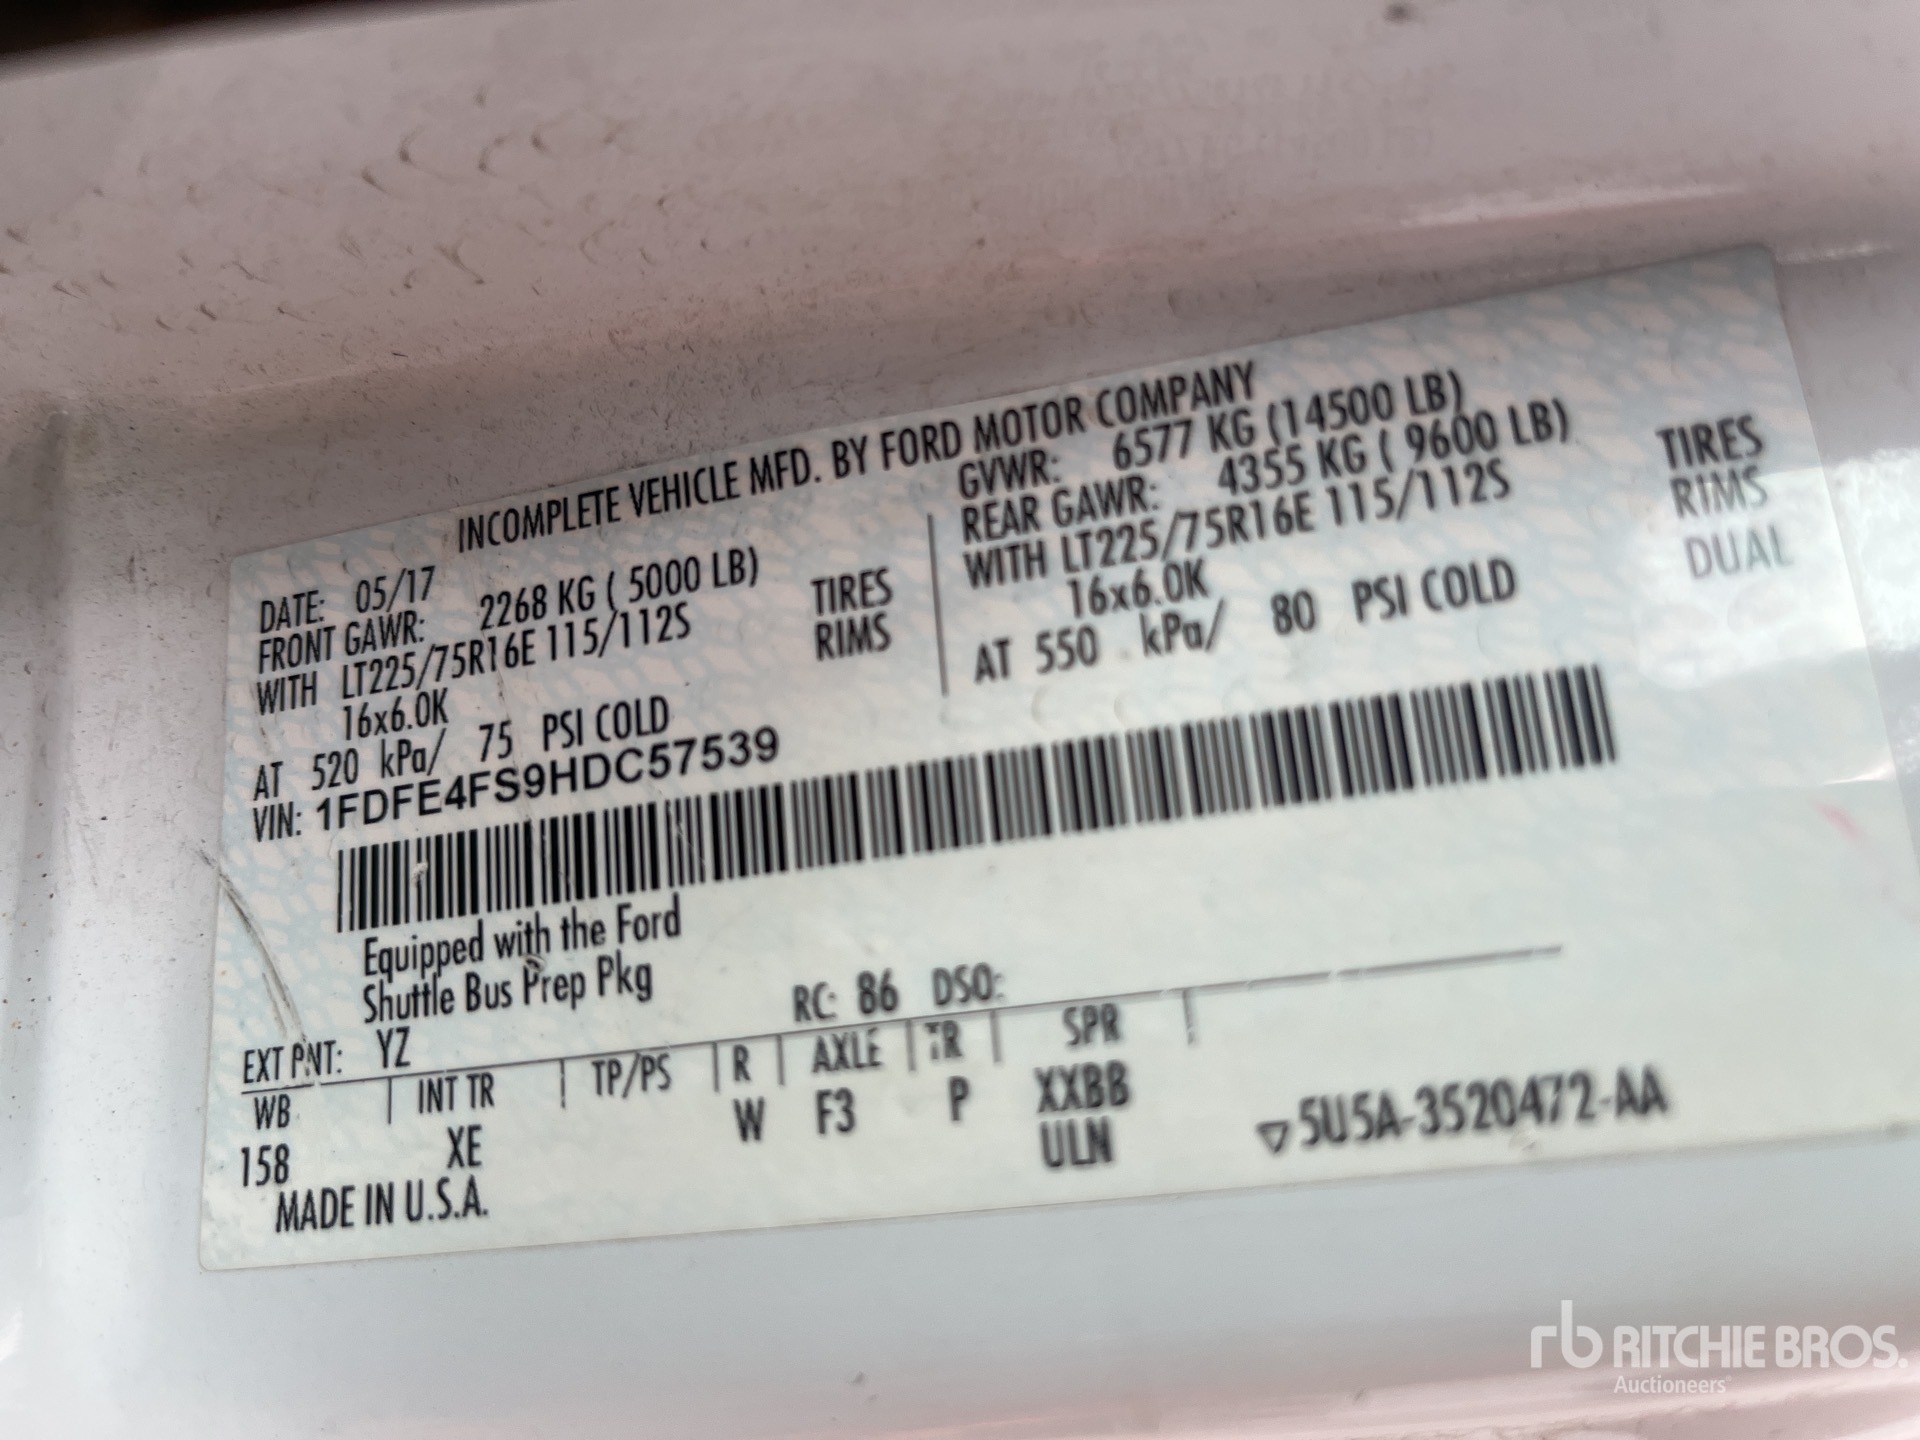 INCOMPLETE VEHICLE MFD. BY FORD MOTOR COMPANY
DATE: 05/17
FRONT GAWR: 2268 KG ( 5000 LB)
WITH LT225/75R16E 115/112S TIRES
16x6.0K RIMS
AT 520 kPa/ 75 PSI COLD
GVWR: 6577 KG (14500 LB)
REAR GAWR: 4355 KG ( 9600 LB)
WITH LT225/75R16E 115/112S TIRES
16x6.0K RIMS
AT 550 kPa/ 80 PSI COLD DUAL
VIN: 1FDFE4FS9HDC57539
Equipped with the Ford
Shuttle Bus Prep Pkg
EXT PNT: YZ RC: 86 DSO:
WB INT TR TP/PS R AXLE TR SPR
158 XE W F3 P XXBB
ULN
MADE IN U.S.A.
▽5U5A-3520472-AA
rb RITCHIE BROS.
Auctioneers